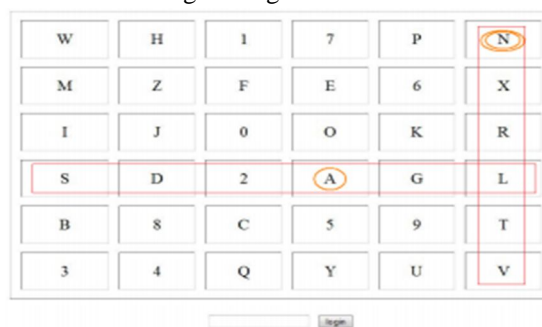 W H 1 7 P N
M Z F E 6 X
I J 0 O K R
S D 2 A G L
B 8 C 5 9 T
3 4 Q Y U V
login